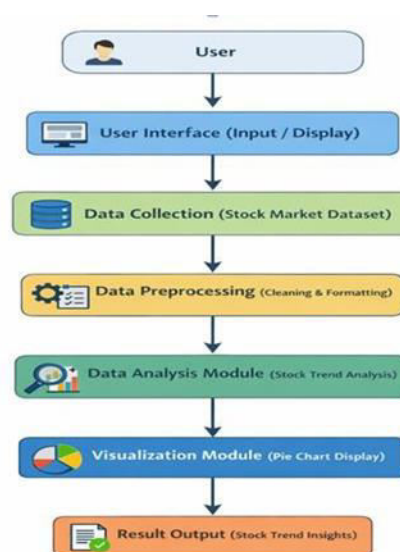 User
User Interface (Input / Display)
Data Collection (Stock Market Dataset)
Data Preprocessing (Cleaning & Formatting)
Data Analysis Module (Stock Trend Analysis)
Visualization Module (Pie Chart Display)
Result Output (Stock Trend Insights)